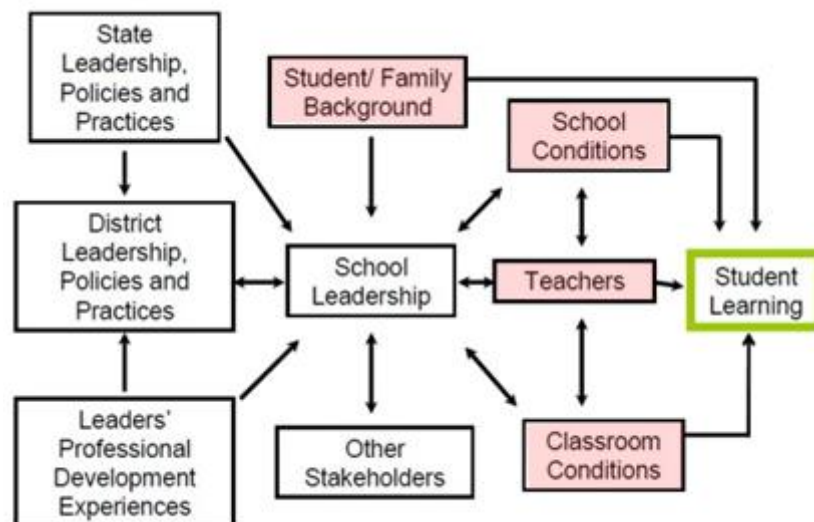 State
Leadership,
Policies and
Practices
Student/ Family
Background
School
Conditions
District
Leadership,
Policies and
Practices
School
Leadership
Teachers
Student
Learning
Leaders'
Professional
Development
Experiences
Other
Stakeholders
Classroom
Conditions